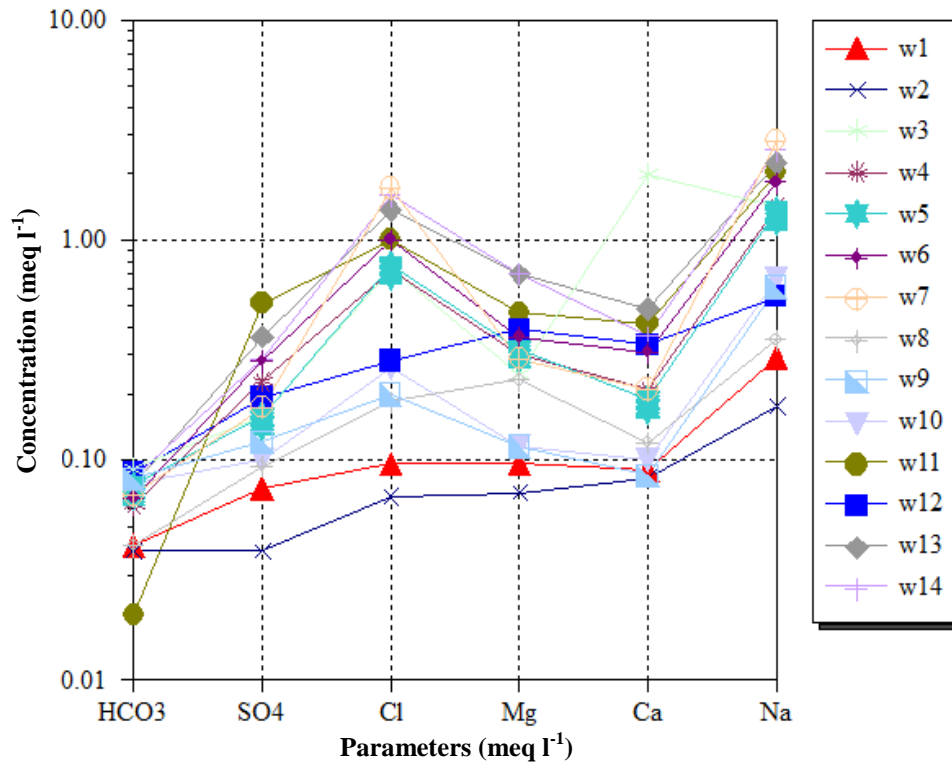 Concentration (meq l-1)
10.00
1.00
0.10
0.01
HCO3 SO4 Cl Mg Ca Na
Parameters (meq l-1)
w1
w2
w3
w4
w5
w6
w7
w8
w9
w10
w11
w12
w13
w14